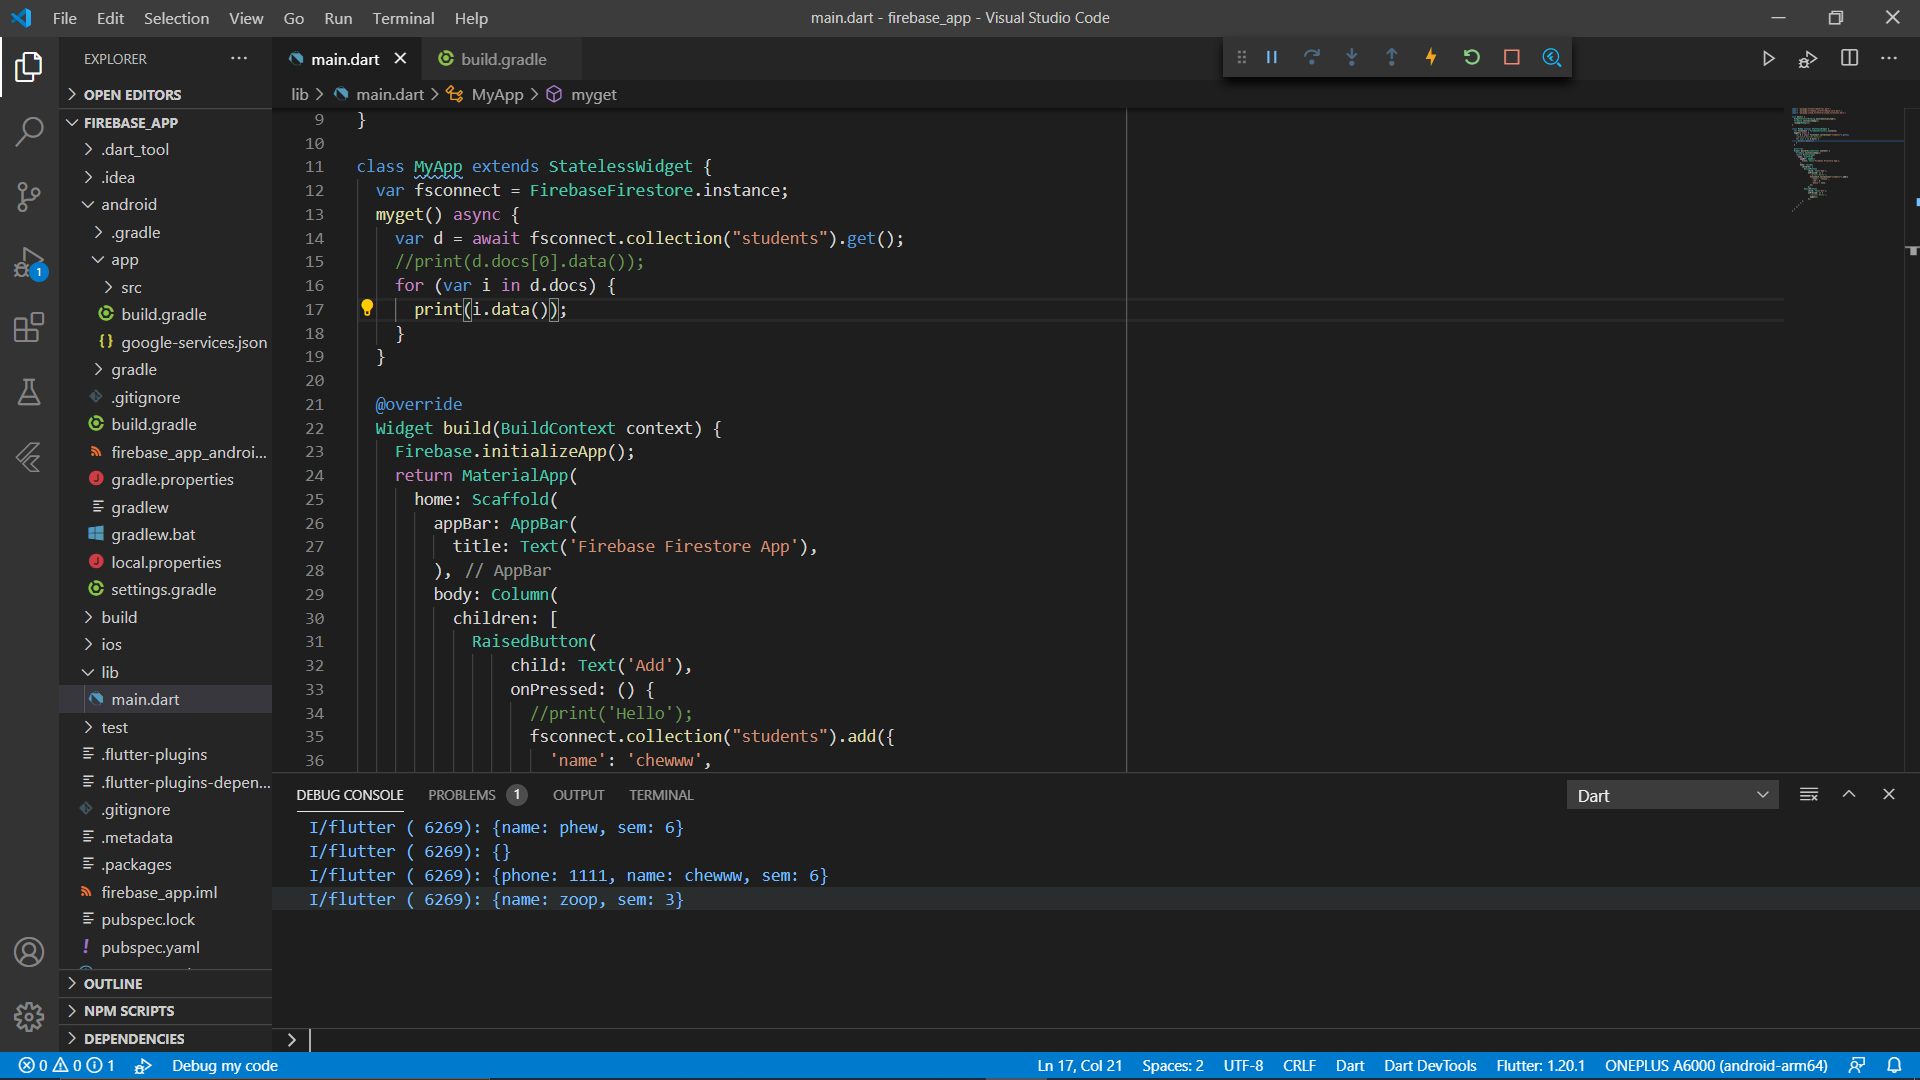 File Edit Selection View Go Run Terminal Help
main.dart - firebase_app - Visual Studio Code
EXPLORER
OPEN EDITORS
FIREBASE_APP
.dart_tool
.idea
android
.gradle
app
src
build.gradle
google-services.json
gradle
.gitignore
build.gradle
firebase_app_androi...
gradle.properties
gradlew
gradlew.bat
local.properties
settings.gradle
build
ios
lib
main.dart
test
.flutter-plugins
.flutter-plugins-depen...
.gitignore
.metadata
.packages
firebase_app.iml
pubspec.lock
pubspec.yaml
OUTLINE
NPM SCRIPTS
DEPENDENCIES
1
main.dart build.gradle
lib > main.dart > MyApp > myget
9 }
10
11 class MyApp extends StatelessWidget {
12 var fsconnect = FirebaseFirestore.instance;
13 myget() async {
14 var d = await fsconnect.collection("students").get();
15 //print(d.docs[0].data());
16 for (var i in d.docs) {
17 print(i.data());
18 }
19 }
20
21 @override
22 Widget build(BuildContext context) {
23 Firebase.initializeApp();
24 return MaterialApp(
25 home: Scaffold(
26 appBar: AppBar(
27 title: Text('Firebase Firestore App'),
28 ), // AppBar
29 body: Column(
30 children: [
31 RaisedButton(
32 child: Text('Add'),
33 onPressed: () {
34 //print('Hello');
35 fsconnect.collection("students").add({
36 'name': 'chewww',
DEBUG CONSOLE PROBLEMS 1 OUTPUT TERMINAL
Dart
I/flutter ( 6269): {name: phew, sem: 6}
I/flutter ( 6269): {}
I/flutter ( 6269): {phone: 1111, name: chewww, sem: 6}
I/flutter ( 6269): {name: zoop, sem: 3}
>
0 0 1 Debug my code
Ln 17, Col 21 Spaces: 2 UTF-8 CRLF Dart Dart DevTools Flutter: 1.20.1 ONEPLUS A6000 (android-arm64)